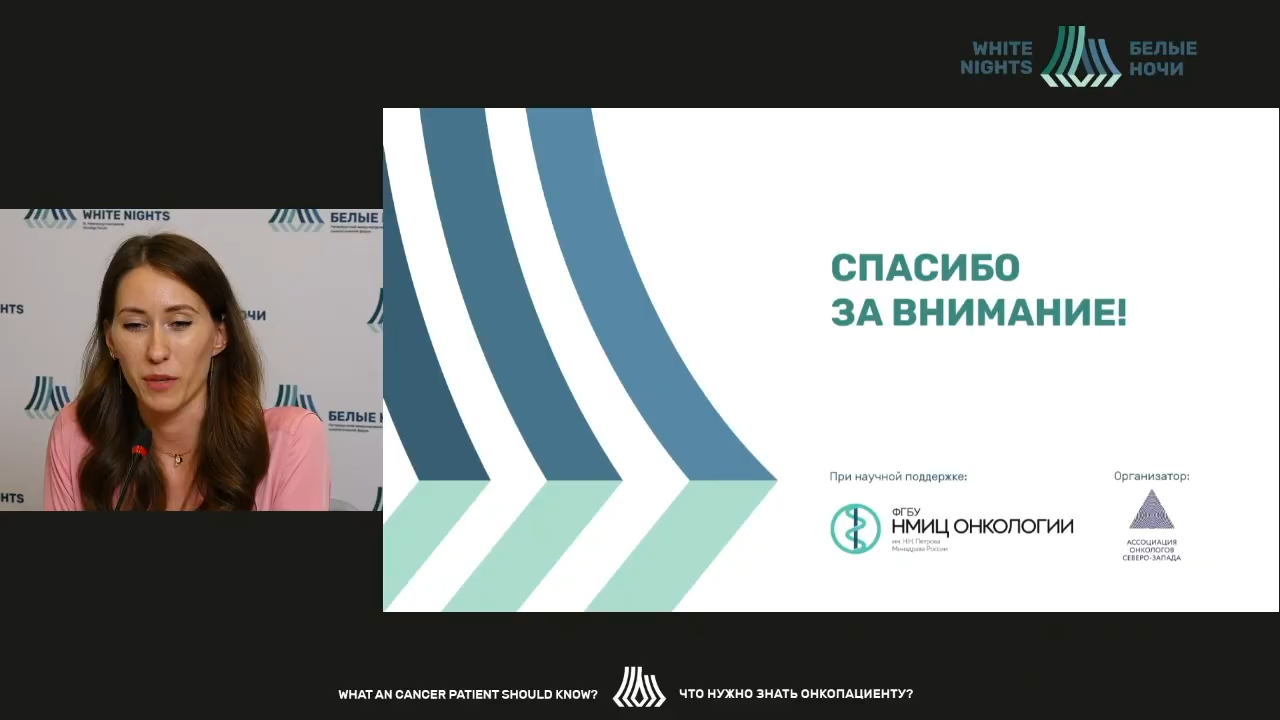 WHITE
NIGHTS
БЕЛЫЕ
НОЧИ
WHITE NIGHTS
БЕЛЫЕ
НОЧИ
БЕЛЫЕ
СПАСИБО
ЗА ВНИМАНИЕ!
При научной поддержке:
ФГБУ
НМИЦ ОНКОЛОГИИ
им. Н.Н. Петрова
Минздрава России
Организатор:
АССОЦИАЦИЯ
ОНКОЛОГОВ
СЕВЕРО-ЗАПАДА
WHAT AN CANCER PATIENT SHOULD KNOW?
ЧТО НУЖНО ЗНАТЬ ОНКОПАЦИЕНТУ?